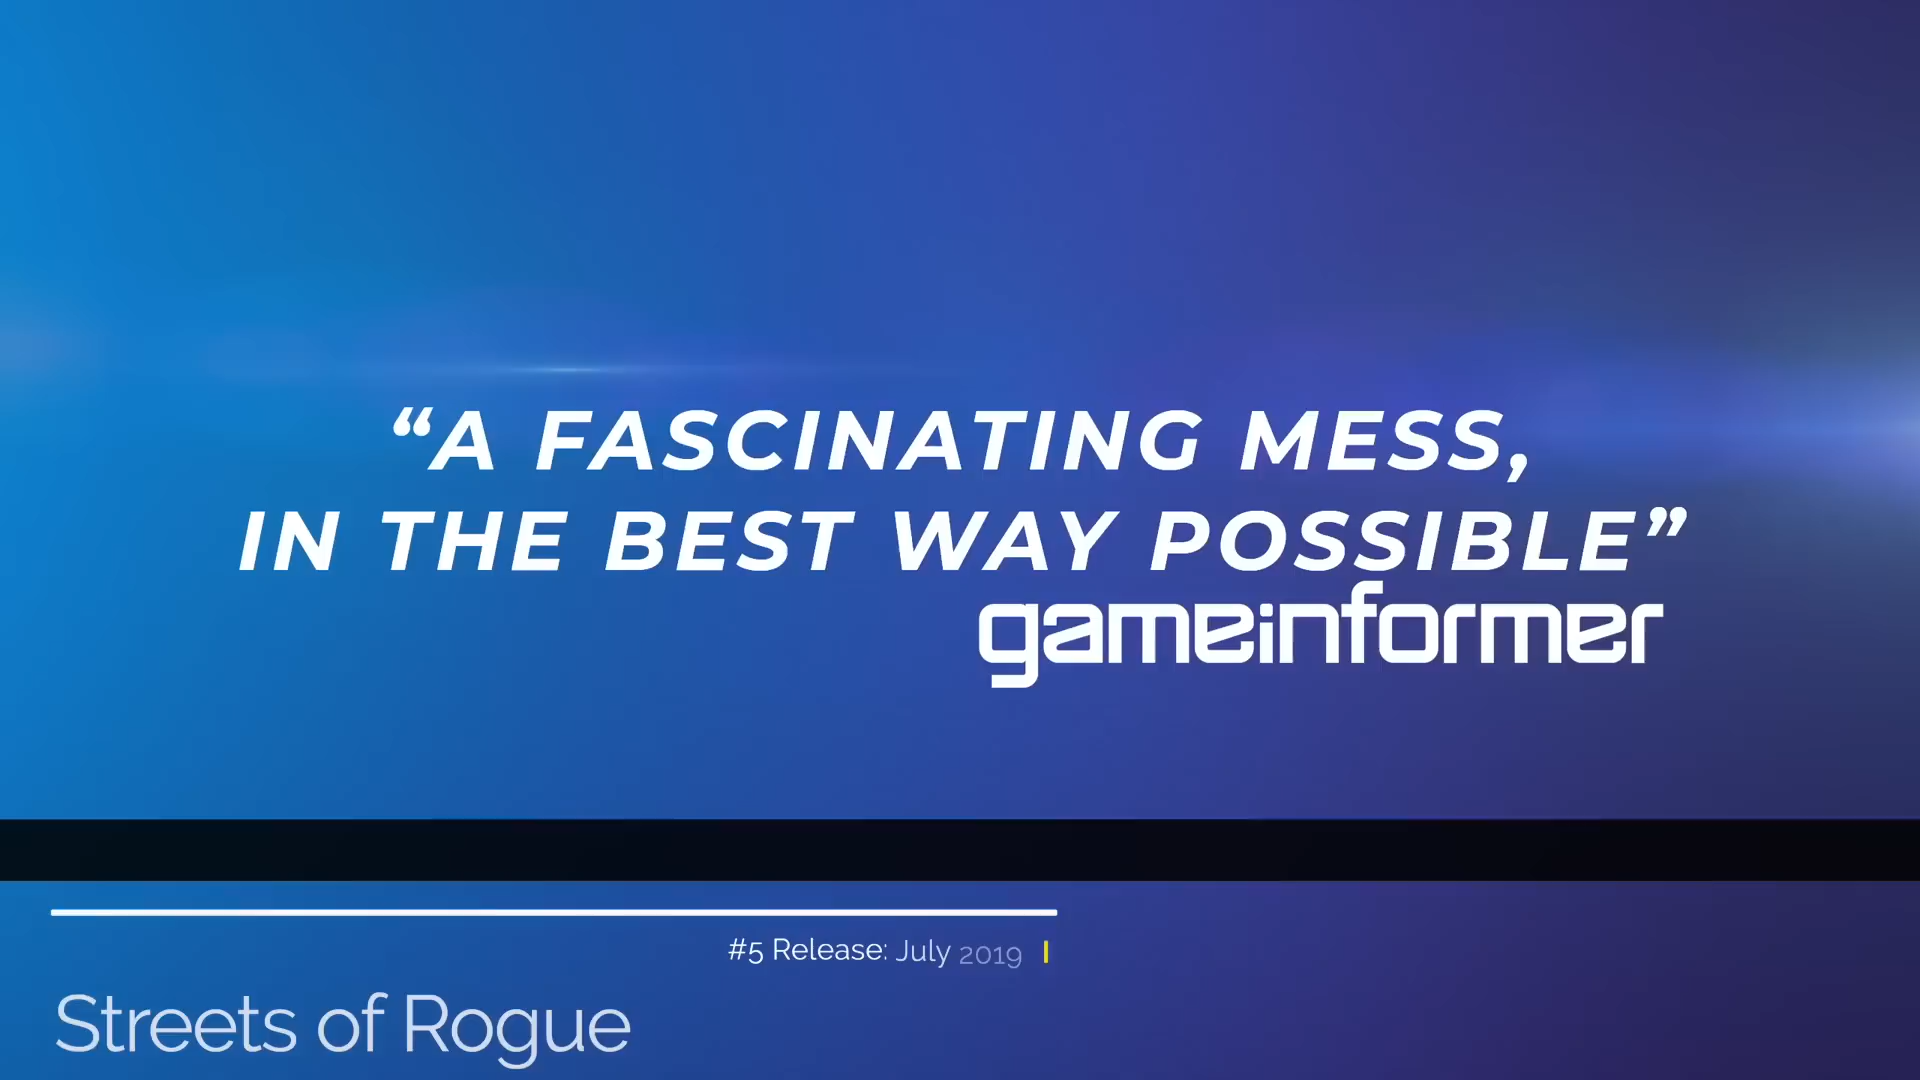 “A FASCINATING MESS,
IN THE BEST WAY POSSIBLE”
gameinformer
#5 Release: July 2019
Streets of Rogue